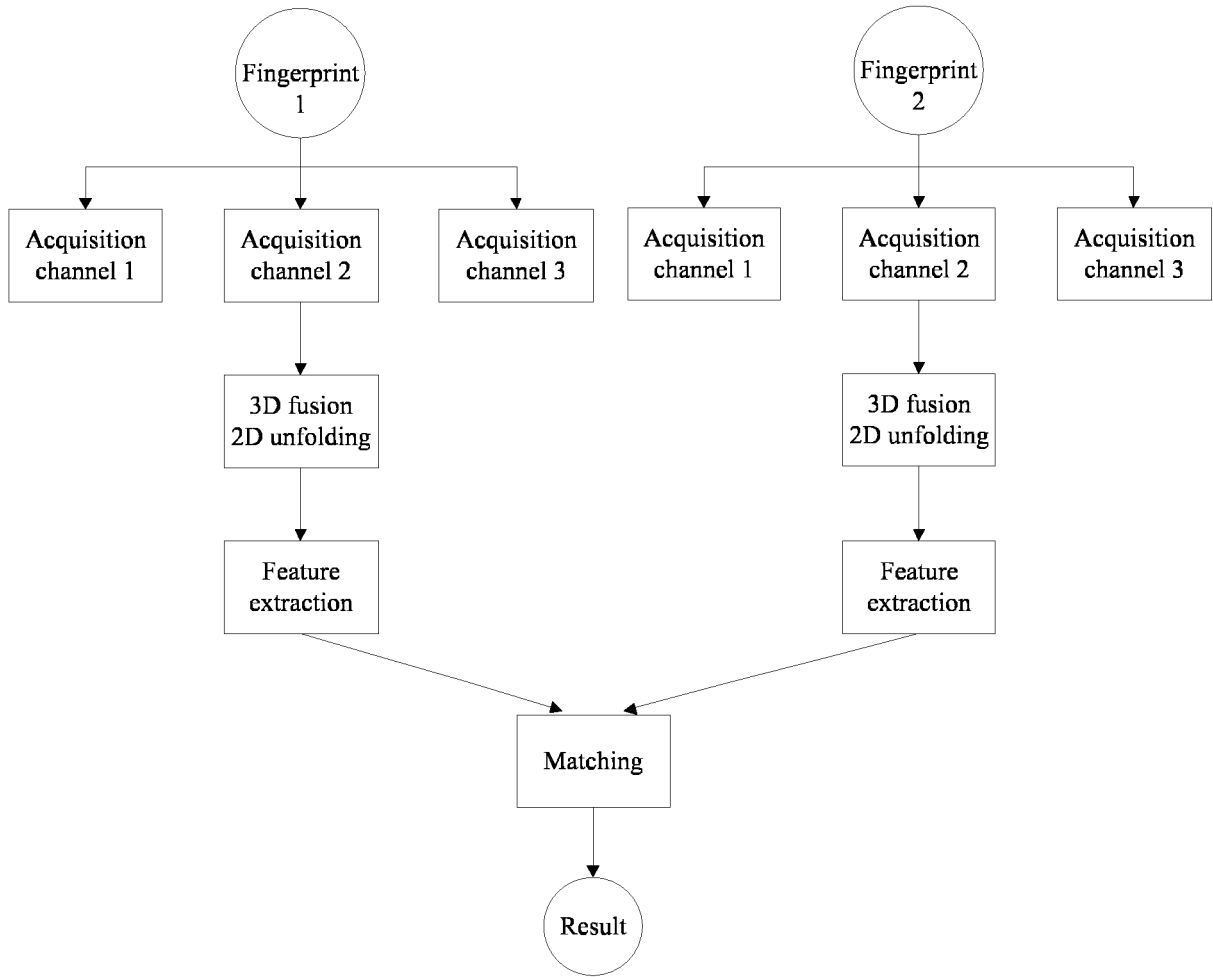 Fingerprint
1
Fingerprint
2
Acquisition
channel 1
Acquisition
channel 2
Acquisition
channel 3
Acquisition
channel 1
Acquisition
channel 2
Acquisition
channel 3
3D fusion
2D unfolding
3D fusion
2D unfolding
Feature
extraction
Feature
extraction
Matching
Result